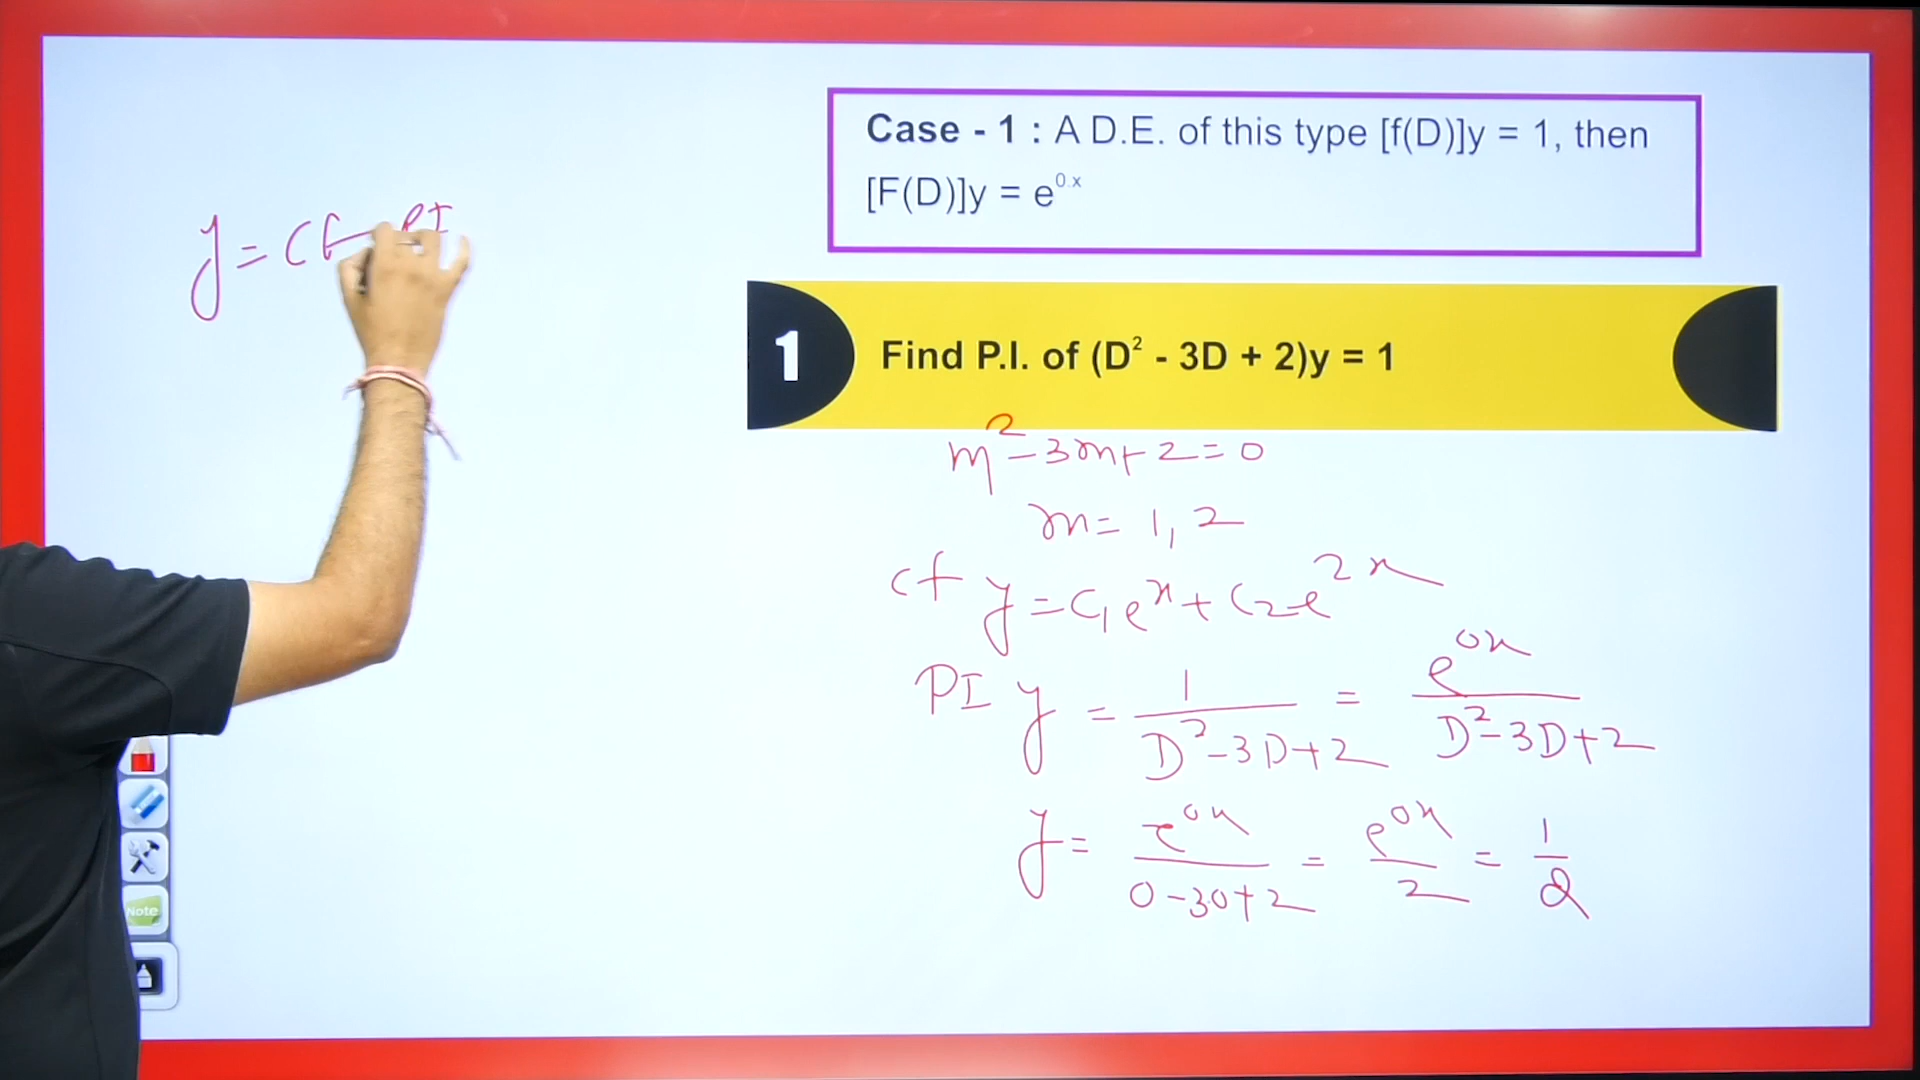 Case - 1 : A D.E. of this type [f(D)]y = 1, then
[F(D)]y = e^{0.x}
1
Find P.I. of (D² - 3D + 2)y = 1
y = CF PI
m² - 3m + 2 = 0
m = 1, 2
cf y = c₁e^x + c₂e^{2x}
PI y = 1/(D² - 3D + 2) = e^{0x}/(D² - 3D + 2)
y = e^{0x}/(0 - 3.0 + 2) = e^{0x}/2 = 1/2
Note